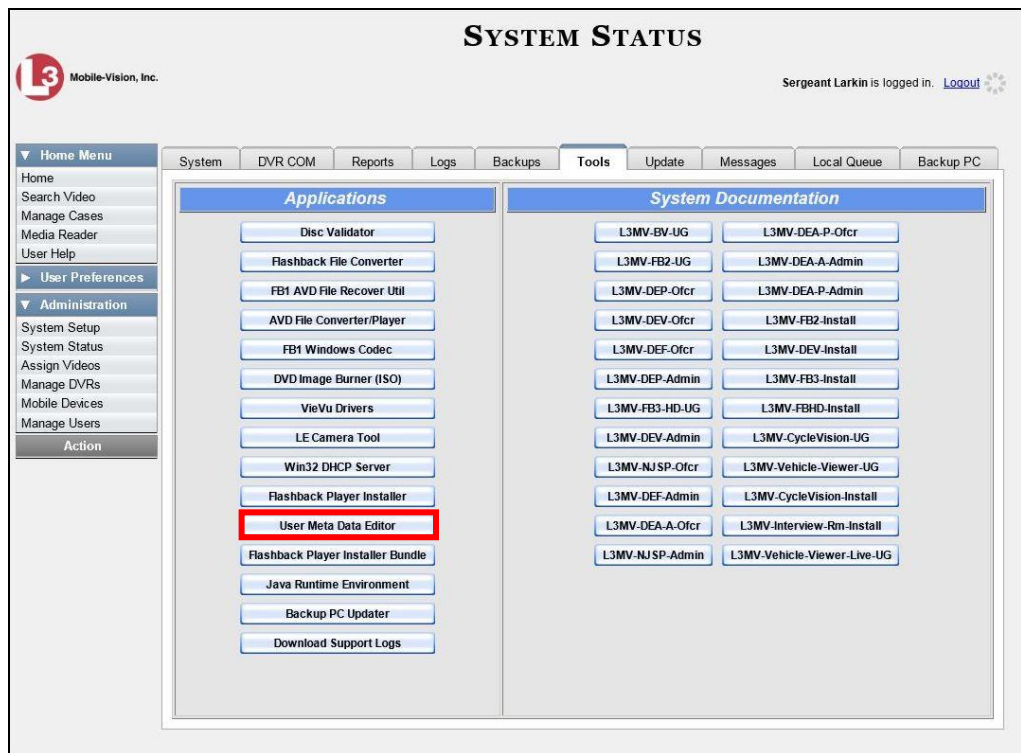 SYSTEM STATUS
L3 Mobile-Vision, Inc.
Sergeant Larkin is logged in. Logout
▼ Home Menu
Home
Search Video
Manage Cases
Media Reader
User Help
▶ User Preferences
▼ Administration
System Setup
System Status
Assign Videos
Manage DVRs
Mobile Devices
Manage Users
Action
System DVR COM Reports Logs Backups Tools Update Messages Local Queue Backup PC
Applications
Disc Validator
Flashback File Converter
FB1 AVD File Recover Util
AVD File Converter/Player
FB1 Windows Codec
DVD Image Burner (ISO)
VieVu Drivers
LE Camera Tool
Win32 DHCP Server
Flashback Player Installer
User Meta Data Editor
Flashback Player Installer Bundle
Java Runtime Environment
Backup PC Updater
Download Support Logs
System Documentation
L3MV-BV-UG L3MV-DEA-P-Ofcr
L3MV-FB2-UG L3MV-DEA-A-Admin
L3MV-DEP-Ofcr L3MV-DEA-P-Admin
L3MV-DEV-Ofcr L3MV-FB2-Install
L3MV-DEF-Ofcr L3MV-DEV-Install
L3MV-DEP-Admin L3MV-FB3-Install
L3MV-FB3-HD-UG L3MV-FBHD-Install
L3MV-DEV-Admin L3MV-CycleVision-UG
L3MV-NJSP-Ofcr L3MV-Vehicle-Viewer-UG
L3MV-DEF-Admin L3MV-CycleVision-Install
L3MV-DEA-A-Ofcr L3MV-Interview-Rm-Install
L3MV-NJSP-Admin L3MV-Vehicle-Viewer-Live-UG